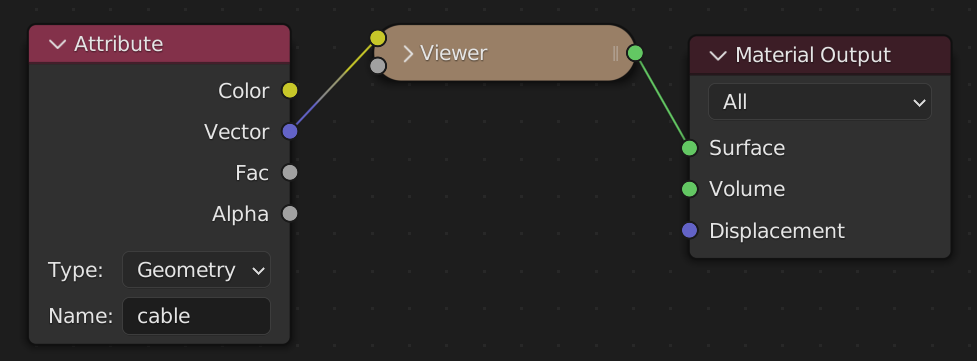 Attribute
Color
Vector
Fac
Alpha
Type: Geometry
Name: cable
Viewer
Material Output
All
Surface
Volume
Displacement